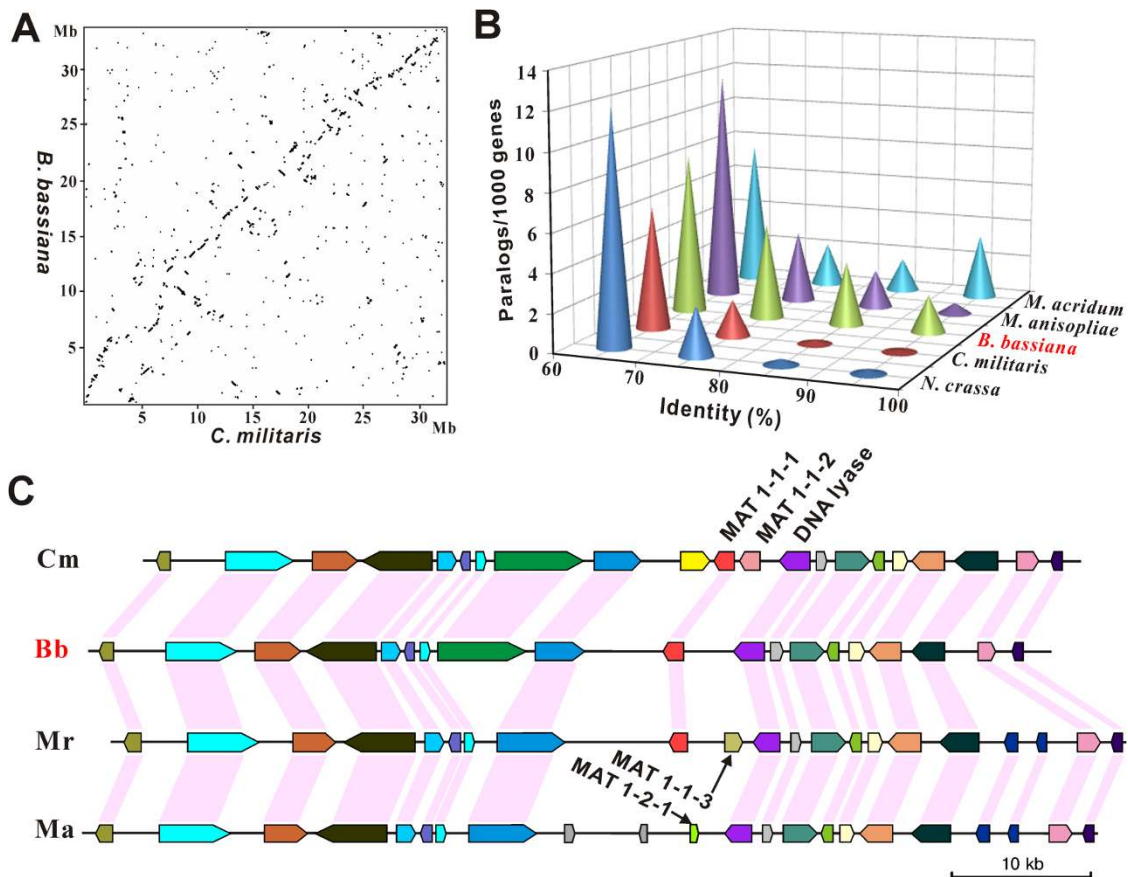 A
Mb
30
25
20
15
10
5
B. bassiana
5
10
15
20
25
30
Mb
C. militaris
B
14
12
10
8
6
4
2
0
Paralogs/1000 genes
60
70
80
90
100
Identity (%)
M. acridum
M. anisopliae
B. bassiana
C. militaris
N. crassa
C
MAT 1-1-1
MAT 1-1-2
DNA lyase
Cm
Bb
Mr
MAT 1-1-3
MAT 1-2-1
Ma
10 kb